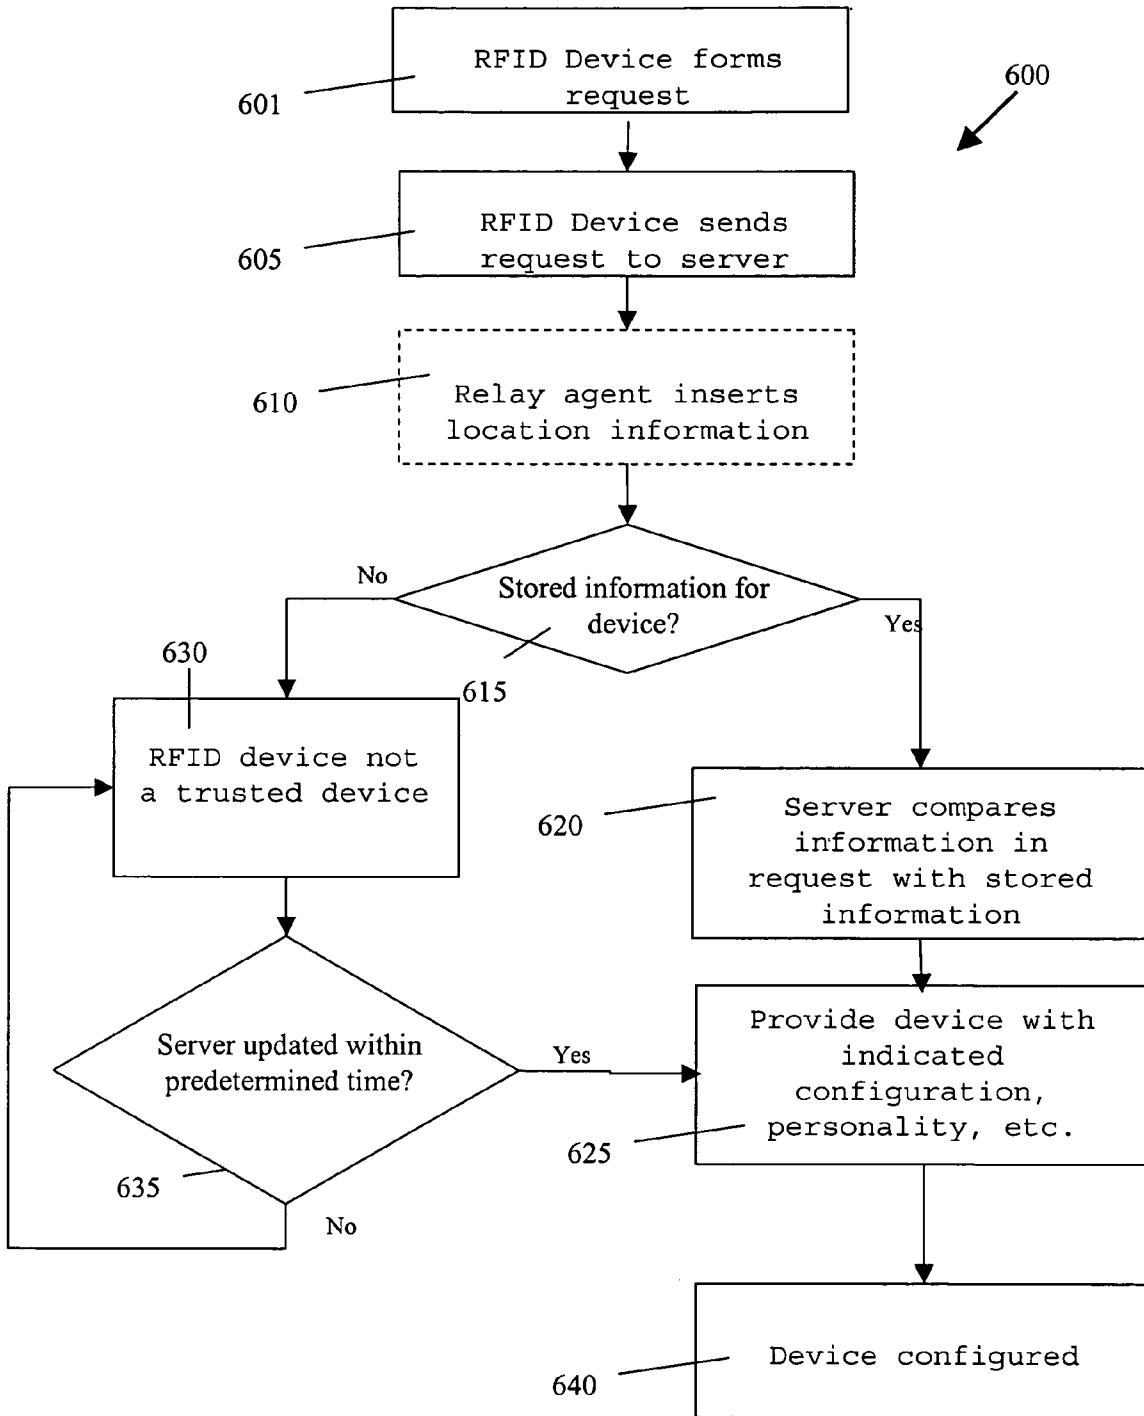 RFID Device forms
request
601
600
RFID Device sends
request to server
605
Relay agent inserts
location information
610
Stored information for
device?
No
Yes
615
630
RFID device not
a trusted device
620
Server compares
information in
request with stored
information
Server updated within
predetermined time?
Yes
No
635
Provide device with
indicated
configuration,
personality, etc.
625
Device configured
640